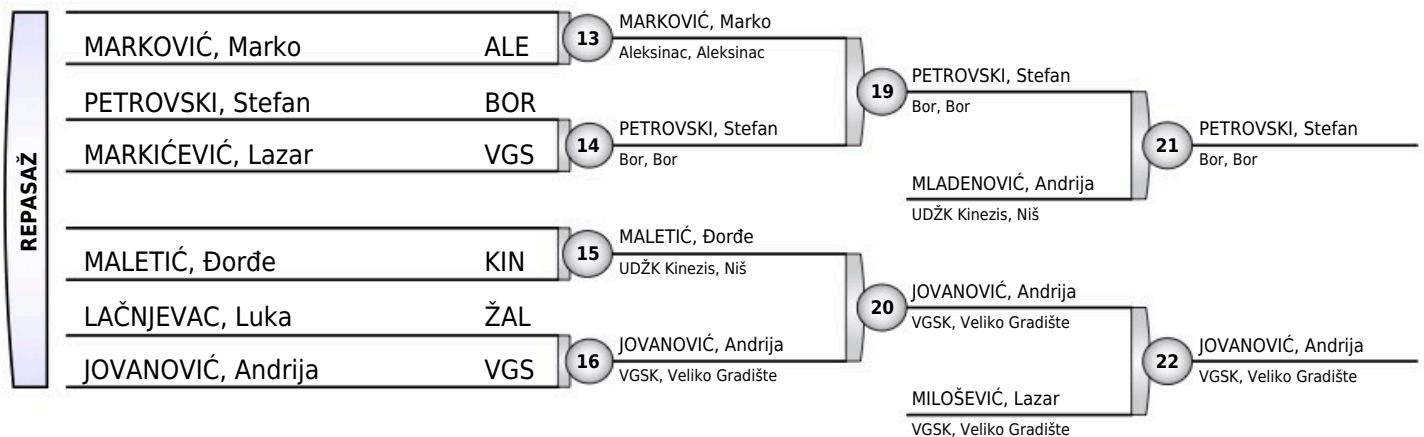 REPASAŽ
MARKOVIĆ, Marko ALE
PETROVSKI, Stefan BOR
MARKIĆEVIĆ, Lazar VGS
MALETIĆ, Đorđe KIN
LAČNJEVAC, Luka ŽAL
JOVANOVIĆ, Andrija VGS
13
MARKOVIĆ, Marko
Aleksinac, Aleksinac
14
PETROVSKI, Stefan
Bor, Bor
15
MALETIĆ, Đorđe
UDŽK Kinezis, Niš
16
JOVANOVIĆ, Andrija
VGSK, Veliko Gradište
19
PETROVSKI, Stefan
Bor, Bor
MLADENOVIĆ, Andrija
UDŽK Kinezis, Niš
20
JOVANOVIĆ, Andrija
VGSK, Veliko Gradište
MILOŠEVIĆ, Lazar
VGSK, Veliko Gradište
21
PETROVSKI, Stefan
Bor, Bor
22
JOVANOVIĆ, Andrija
VGSK, Veliko Gradište